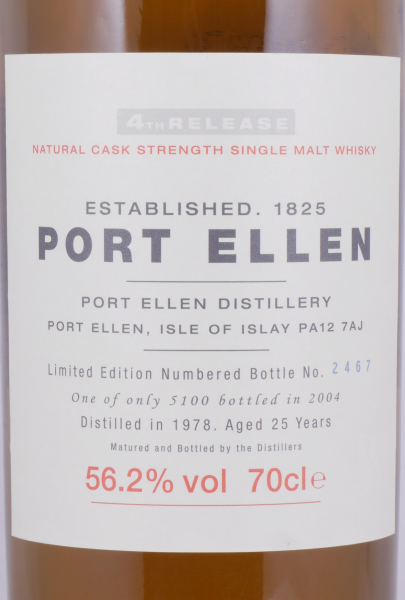 4TH RELEASE
NATURAL CASK STRENGTH SINGLE MALT WHISKY
ESTABLISHED. 1825
PORT ELLEN
PORT ELLEN DISTILLERY
PORT ELLEN, ISLE OF ISLAY PA12 7AJ
Limited Edition Numbered Bottle No. 2467
One of only 5100 bottled in 2004
Distilled in 1978. Aged 25 Years
Matured and Bottled by the Distillers
56.2% vol 70cl e